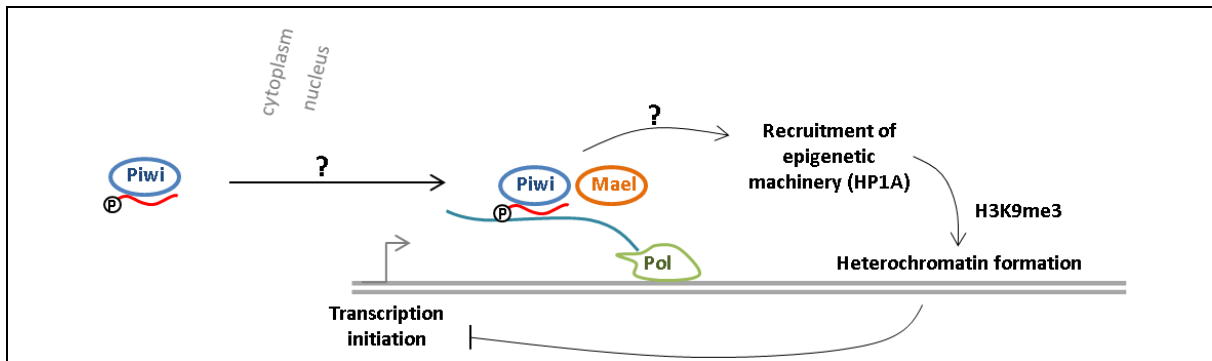 cytoplasm
nucleus
?
Piwi
P
?
Piwi
Mael
P
Pol
Recruitment of
epigenetic
machinery (HP1A)
H3K9me3
Heterochromatin formation
Transcription
initiation